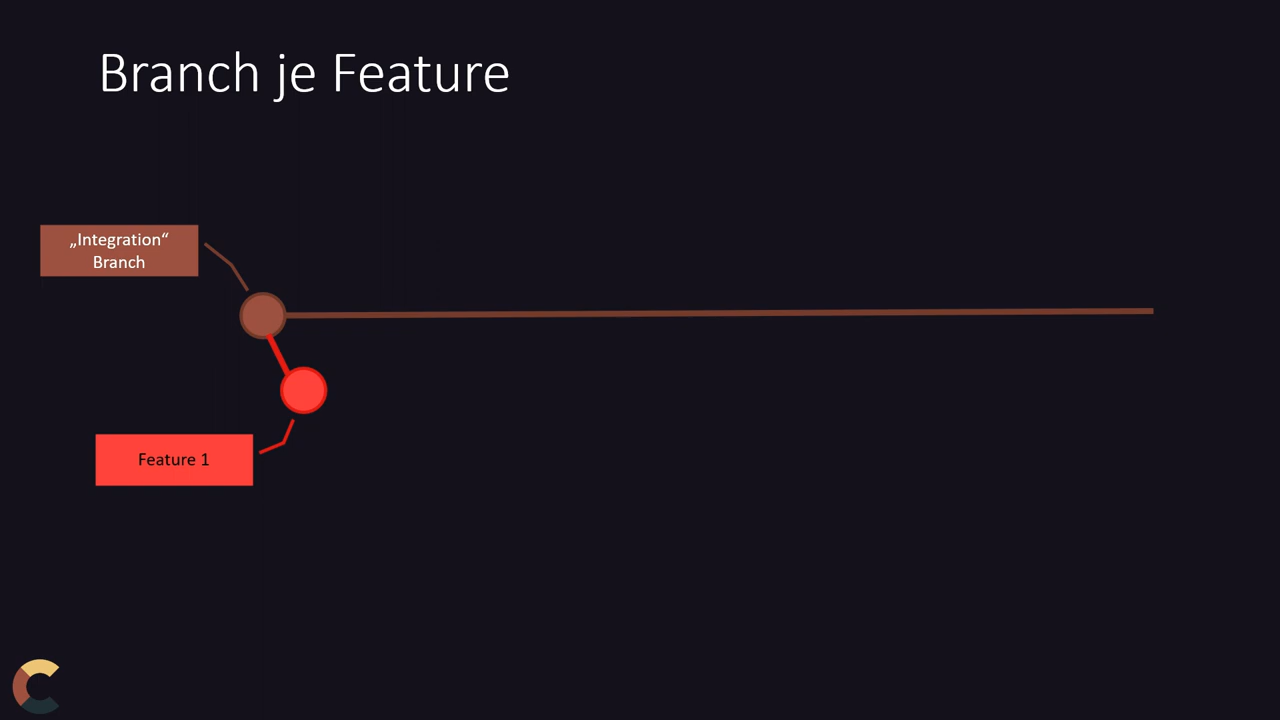 Branch je Feature
„Integration“
Branch
Feature 1